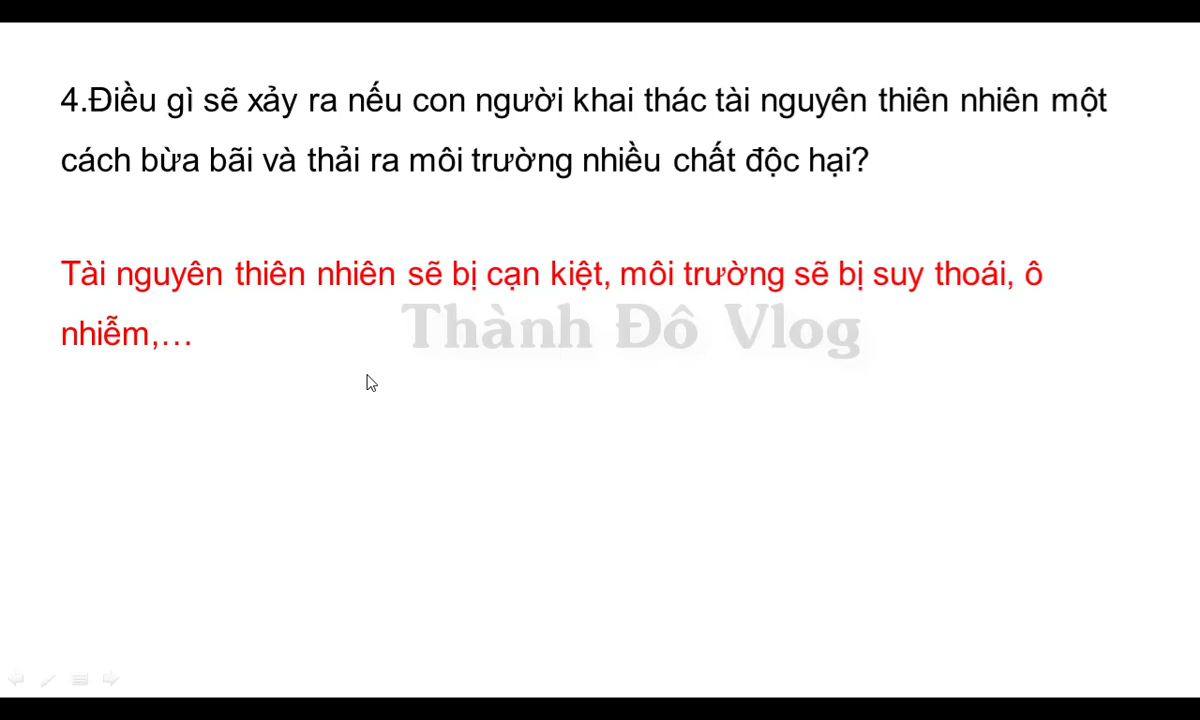 4.Điều gì sẽ xảy ra nếu con người khai thác tài nguyên thiên nhiên một
cách bừa bãi và thải ra môi trường nhiều chất độc hại?
Tài nguyên thiên nhiên sẽ bị cạn kiệt, môi trường sẽ bị suy thoái, ô
nhiễm,…
Thành Đô Vlog